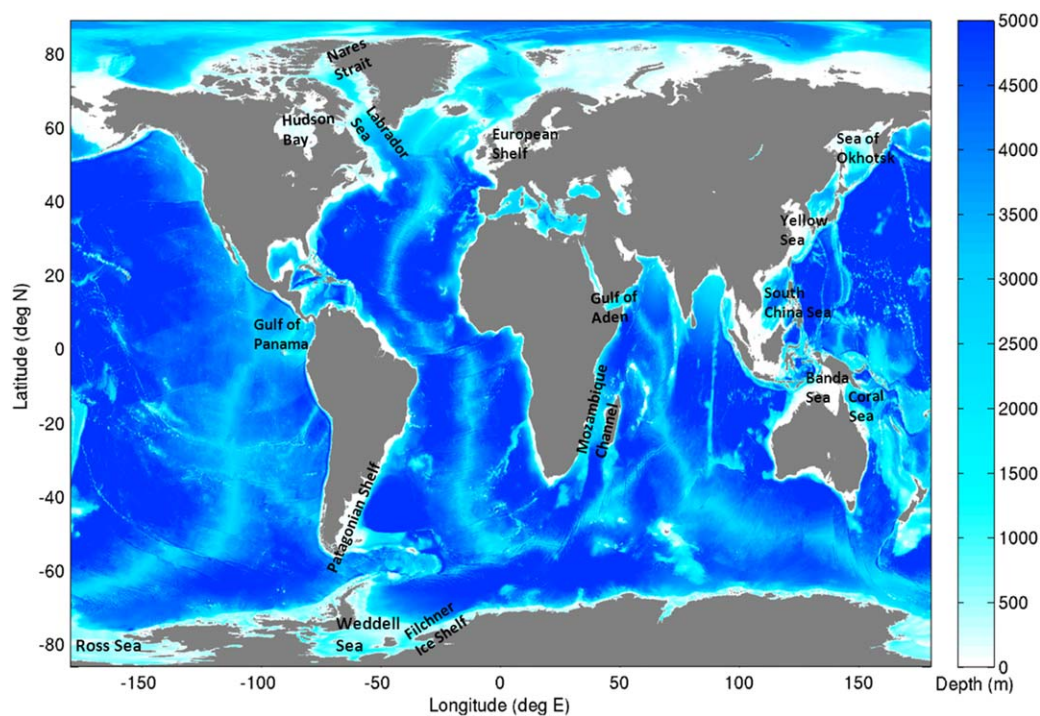 80
60
40
20
0
-20
-40
-60
-80
Latitude (deg N)
-150
-100
-50
0
50
100
150
Longitude (deg E)
5000
4500
4000
3500
3000
2500
2000
1500
1000
500
0
Depth (m)
Nares
Strait
Hudson
Bay
Labrador
Sea
European
Shelf
Sea of
Okhotsk
Yellow
Sea
Gulf of
Aden
South
China Sea
Gulf of
Panama
Mozambique
Channel
Banda
Sea
Coral
Sea
Patagonian Shelf
Weddell
Sea
Filchner
Ice Shelf
Ross Sea